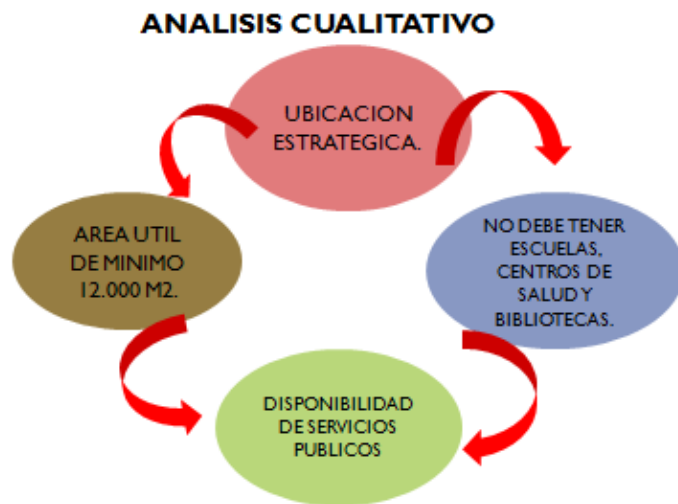 ANALISIS CUALITATIVO
UBICACION
ESTRATEGICA.
AREA UTIL
DE MINIMO
12.000 M2.
NO DEBE TENER
ESCUELAS,
CENTROS DE
SALUD Y
BIBLIOTECAS.
DISPONIBILIDAD
DE SERVICIOS
PUBLICOS